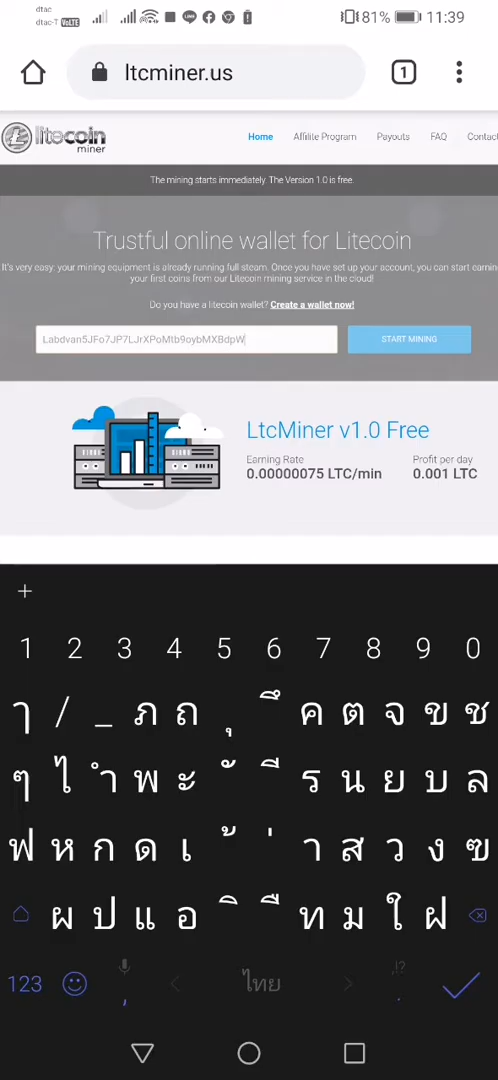 dtac
dtac-T VoLTE
81% 11:39
ltcminer.us
1
litecoin
miner
Home Affilite Program Payouts FAQ Contac
The mining starts immediately. The Version 1.0 is free.
Trustful online wallet for Litecoin
It's very easy: your mining equipment is already running full steam. Once you have set up your account, you can start earnin
your first coins from our Litecoin mining service in the cloud!
Do you have a litecoin wallet? Create a wallet now!
Labdvan5JFo7JP7LJrXPoMtb9oybMXBdpW
START MINING
LtcMiner v1.0 Free
Earning Rate Profit per day
0.00000075 LTC/min 0.001 LTC
+
1 2 3 4 5 6 7 8 9 0
ๅ / _ ภ ถ ุ ึ ค ต จ ข ช
ๆ ไ ำ พ ะ ั ี ร น ย บ ล
ฟ ห ก ด เ ้ ่ า ส ว ง ฃ
ผ ป แ อ ิ ื ท ม ใ ฝ
123 , < ไทย > ,!? .